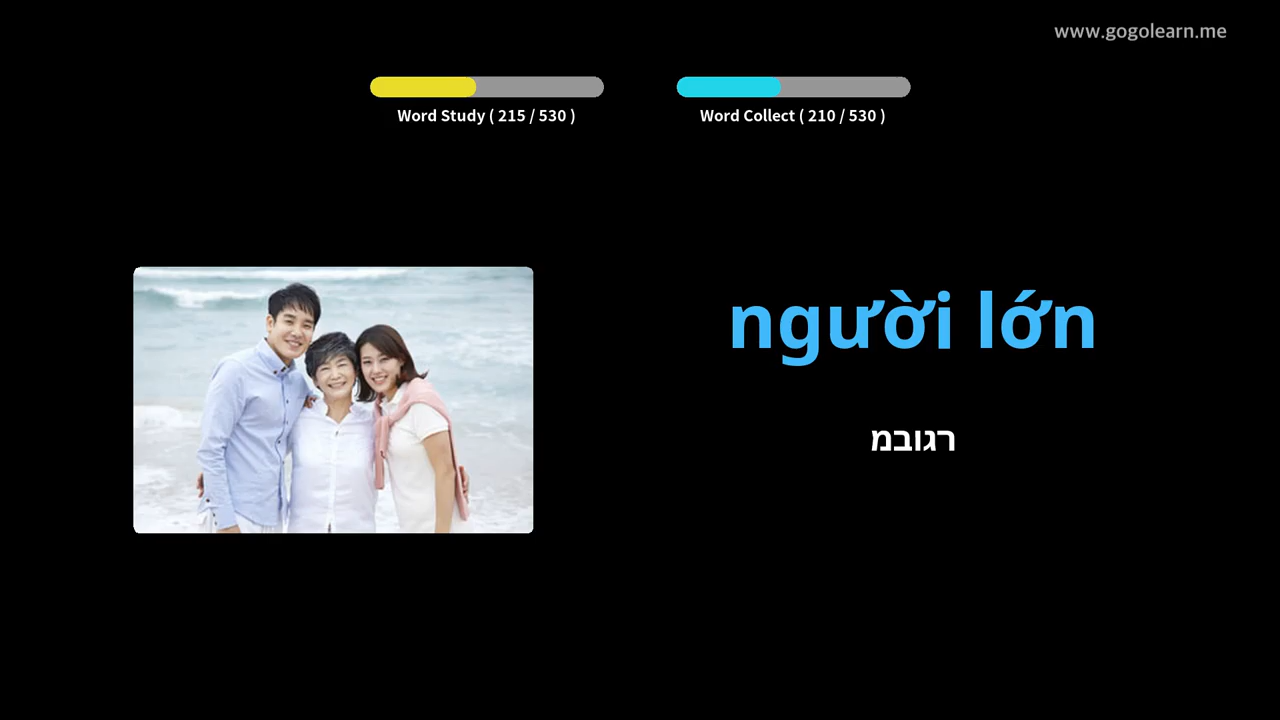 www.gogolearn.me
Word Study ( 215 / 530 )
Word Collect ( 210 / 530 )
người lớn
רגובמ